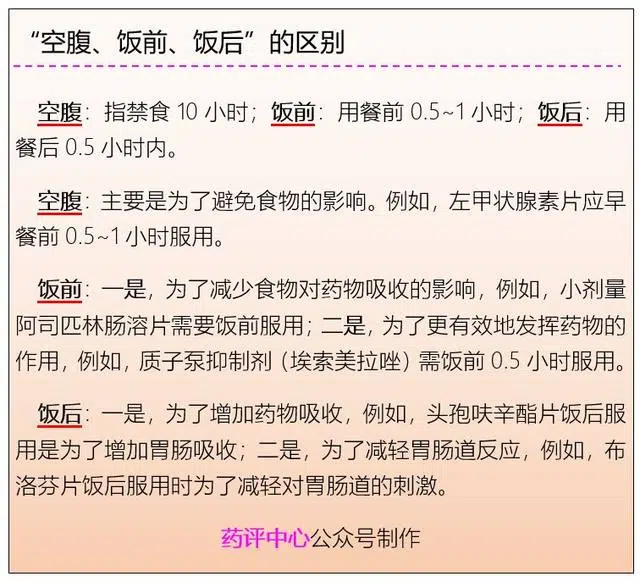 “空腹、饭前、饭后”的区别
空腹：指禁食 10 小时；饭前：用餐前 0.5~1 小时；饭后：用
餐后 0.5 小时内。
空腹：主要是为了避免食物的影响。例如，左甲状腺素片应早
餐前 0.5~1 小时服用。
饭前：一是，为了减少食物对药物吸收的影响，例如，小剂量
阿司匹林肠溶片需要饭前服用；二是，为了更有效地发挥药物的
作用，例如，质子泵抑制剂（埃索美拉唑）需饭前 0.5 小时服用。
饭后：一是，为了增加药物吸收，例如，头孢呋辛酯片饭后服
用是为了增加胃肠吸收；二是，为了减轻胃肠道反应，例如，布
洛芬片饭后服用时为了减轻对胃肠道的刺激。
药评中心公众号制作